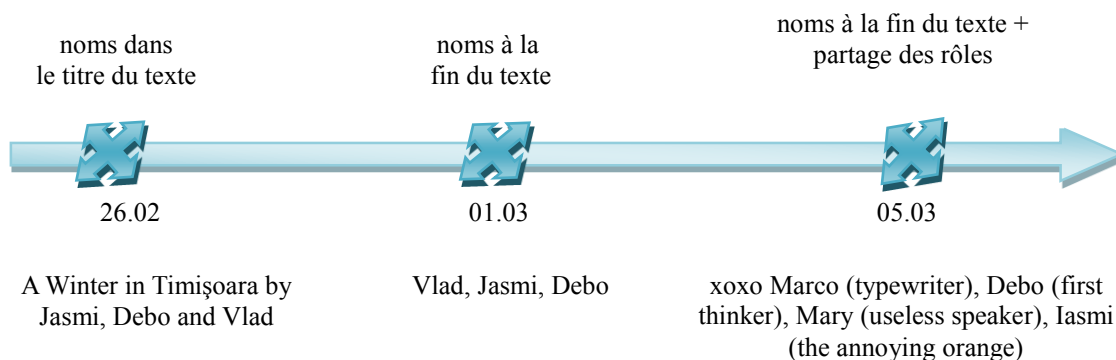 noms dans
le titre du texte
noms à la
fin du texte
noms à la fin du texte +
partage des rôles
26.02
01.03
05.03
A Winter in Timişoara by
Jasmi, Debo and Vlad
Vlad, Jasmi, Debo
xoxo Marco (typewriter), Debo (first
thinker), Mary (useless speaker), Iasmi
(the annoying orange)